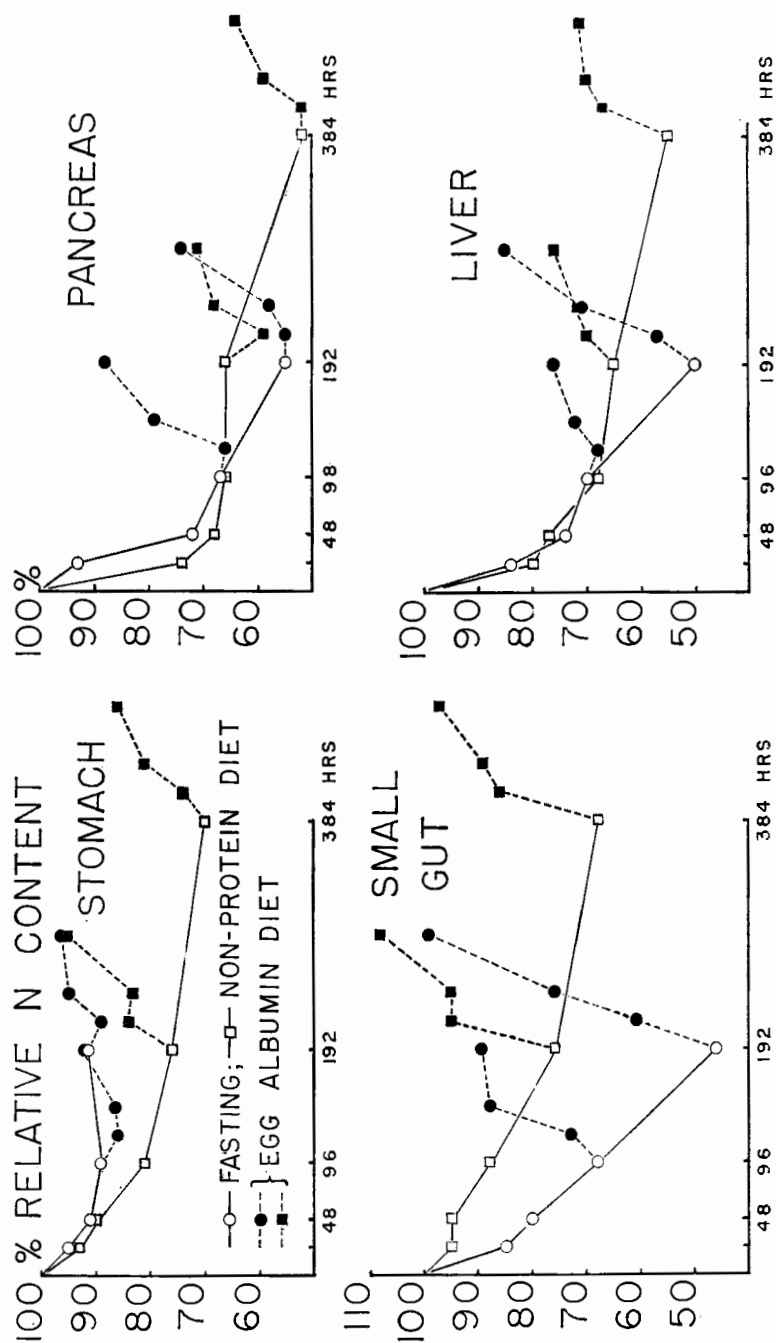 % RELATIVE N CONTENT
100
90
80
70
STOMACH
FASTING; NON-PROTEIN DIET
} EGG ALBUMIN DIET
48 96 192 384 HRS
PANCREAS
100%
90
80
70
60
48 98 192 384 HRS
SMALL
GUT
110
100
90
80
70
60
50
48 96 192 384 HRS
LIVER
100
90
80
70
60
50
48 96 192 384 HRS